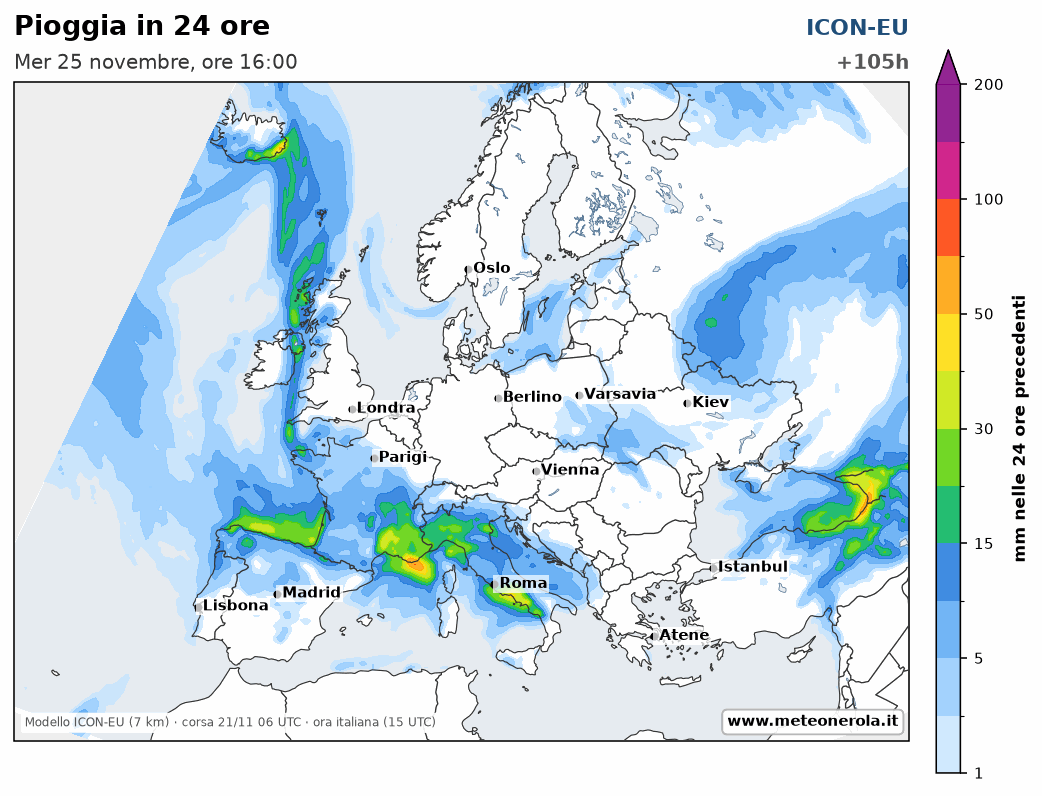 Pioggia in 24 ore
ICON-EU
Mer 25 novembre, ore 16:00
+105h
200
100
50
30
15
5
1
mm nelle 24 ore precedenti
Oslo
Londra
Berlino
Varsavia
Kiev
Parigi
Vienna
Madrid
Lisbona
Roma
Istanbul
Atene
Modello ICON-EU (7 km) · corsa 21/11 06 UTC · ora italiana (15 UTC)
www.meteonerola.it